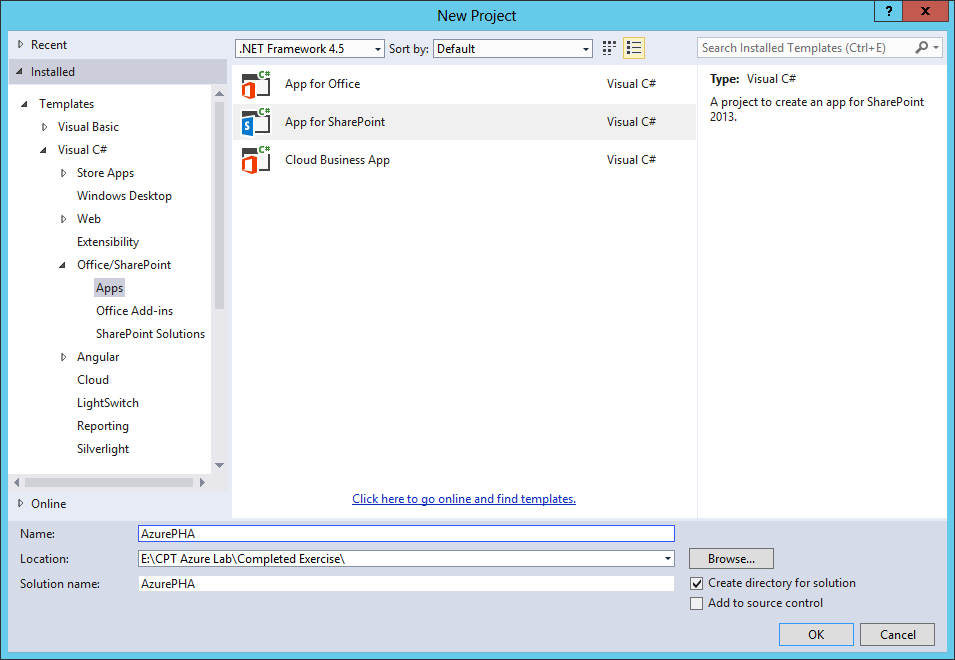 New Project
?
x
Recent
Installed
Templates
Visual Basic
Visual C#
Store Apps
Windows Desktop
Web
Extensibility
Office/SharePoint
Apps
Office Add-ins
SharePoint Solutions
Angular
Cloud
LightSwitch
Reporting
Silverlight
Online
.NET Framework 4.5 Sort by: Default
C# App for Office Visual C#
C# S App for SharePoint Visual C#
C# Cloud Business App Visual C#
Click here to go online and find templates.
Search Installed Templates (Ctrl+E)
Type: Visual C#
A project to create an app for SharePoint
2013.
Name: AzurePHA
Location: E:\CPT Azure Lab\Completed Exercise\ Browse...
Solution name: AzurePHA
Create directory for solution
Add to source control
OK Cancel